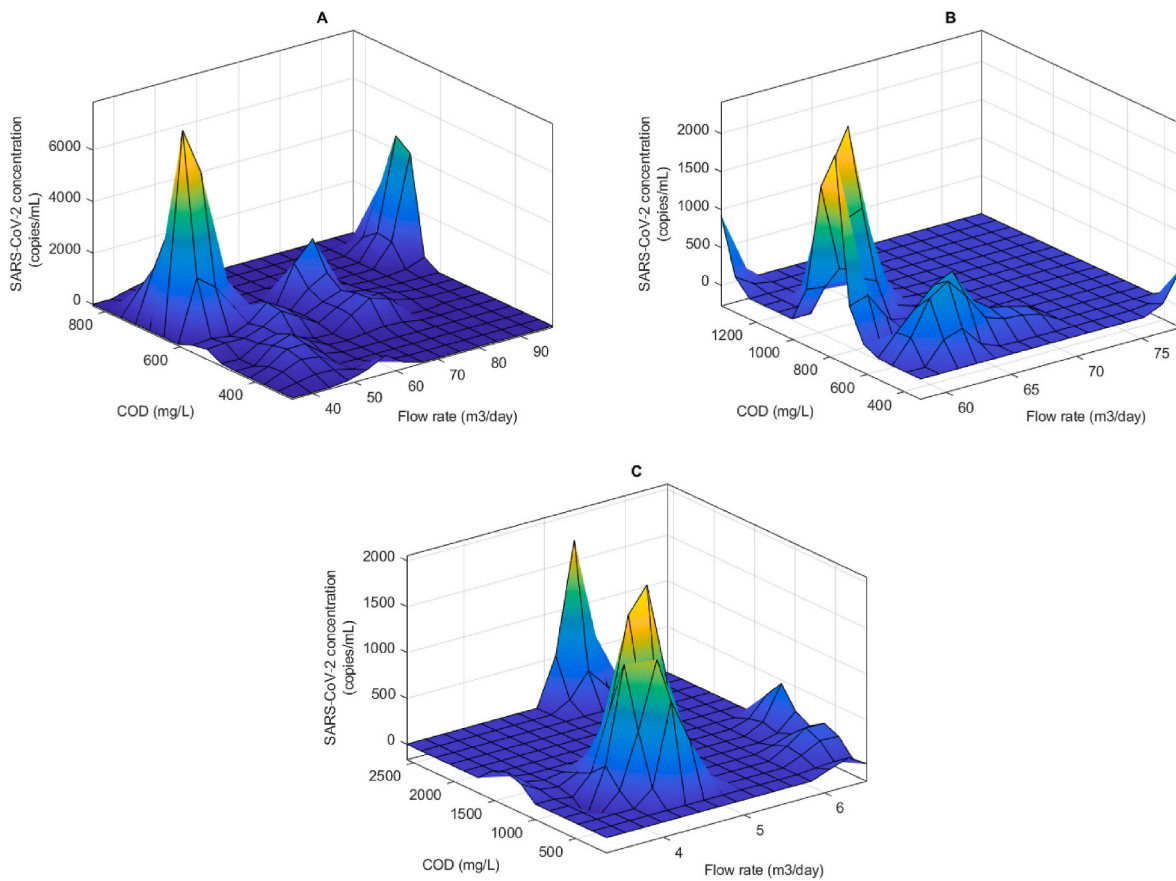 A
SARS-CoV-2 concentration
(copies/mL)
6000
4000
2000
0
800
600
400
COD (mg/L)
40
50
60
70
80
90
Flow rate (m3/day)
B
SARS-CoV-2 concentration
(copies/mL)
2000
1500
1000
500
0
1200
1000
800
600
400
COD (mg/L)
60
65
70
75
Flow rate (m3/day)
C
SARS-CoV-2 concentration
(copies/mL)
2000
1500
1000
500
0
2500
2000
1500
1000
500
COD (mg/L)
4
5
6
Flow rate (m3/day)